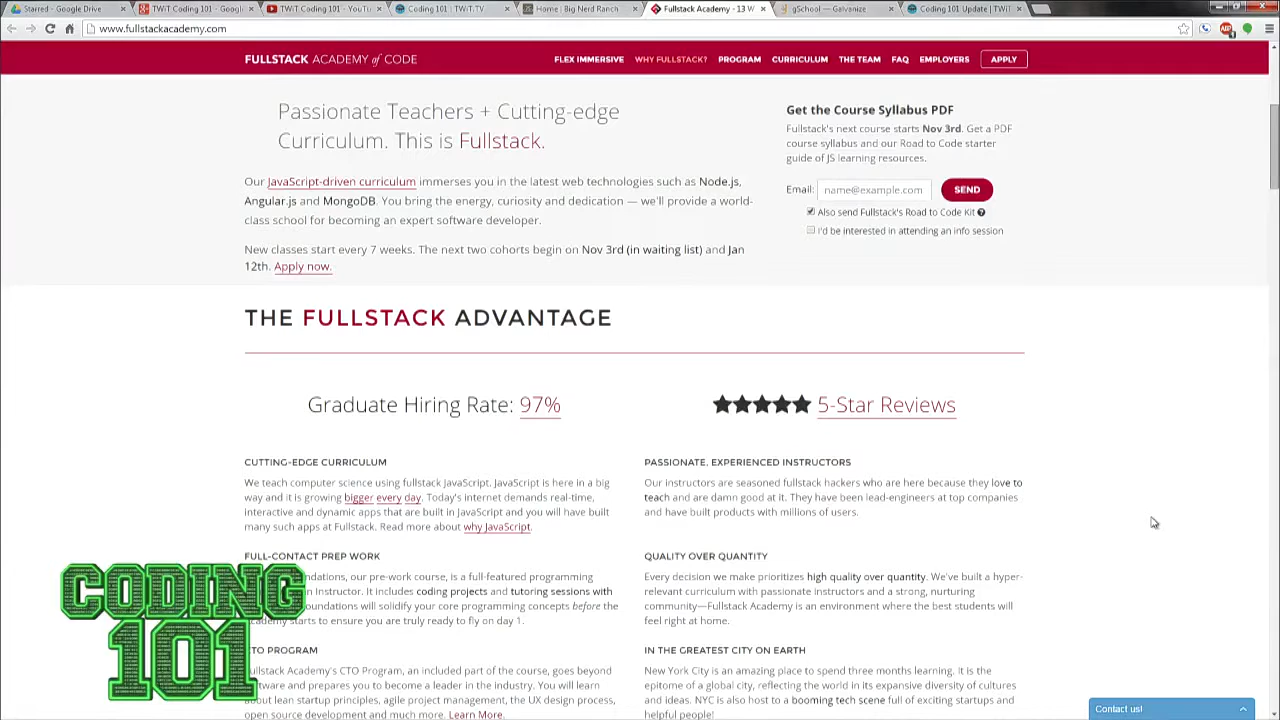 Starred - Google Drive
TWiT Coding 101 - Googl
TWiT Coding 101 - YouTu
Coding 101 | TWiT.TV
Home | Big Nerd Ranch
Fullstack Academy - 13 W
gSchool — Galvanize
Coding 101 Update | TWiT
www.fullstackacademy.com
FULLSTACK ACADEMY of CODE
FLEX IMMERSIVE WHY FULLSTACK? PROGRAM CURRICULUM THE TEAM FAQ EMPLOYERS APPLY
Passionate Teachers + Cutting-edge
Curriculum. This is Fullstack.
Our JavaScript-driven curriculum immerses you in the latest web technologies such as Node.js,
Angular.js and MongoDB. You bring the energy, curiosity and dedication — we'll provide a world-
class school for becoming an expert software developer.
New classes start every 7 weeks. The next two cohorts begin on Nov 3rd (in waiting list) and Jan
12th. Apply now.
Get the Course Syllabus PDF
Fullstack's next course starts Nov 3rd. Get a PDF
course syllabus and our Road to Code starter
guide of JS learning resources.
Email: name@example.com SEND
Also send Fullstack's Road to Code Kit
I'd be interested in attending an info session
THE FULLSTACK ADVANTAGE
Graduate Hiring Rate: 97%
★★★★★ 5-Star Reviews
CUTTING-EDGE CURRICULUM
We teach computer science using fullstack JavaScript. JavaScript is here in a big
way and it is growing bigger every day. Today's internet demands real-time,
interactive and dynamic apps that are built in JavaScript and you will have built
many such apps at Fullstack. Read more about why JavaScript.
PASSIONATE, EXPERIENCED INSTRUCTORS
Our instructors are seasoned fullstack hackers who are here because they love to
teach and are damn good at it. They have been lead-engineers at top companies
and have built products with millions of users.
FULL-CONTACT PREP WORK
our pre-work course, is a full-featured programming
Instructor. It includes coding projects and tutoring sessions with
will solidify your core programming
starts to ensure you are truly ready to fly on day 1.
QUALITY OVER QUANTITY
Every decision we make prioritizes high quality over quantity. We've built a hyper-
relevant curriculum with passionate instructors and a strong, nurturing
Fullstack Academy the best students will
feel right at home.
CTO PROGRAM
Fullstack Academy's CTO Program, an included part of the course, goes beyond
software and prepares you to become a leader in the industry. You'll learn
about lean startup principles, agile project management, the UX design process,
open source development and much more. Learn More.
IN THE GREATEST CITY ON EARTH
New York City is an amazing place to spend three months learning. It is the
epitome of a global city, reflecting the world in its expansive diversity of cultures
and ideas. NYC is also host to a booming tech scene full of exciting startups and
helpful people!
CODING
101
Contact us!